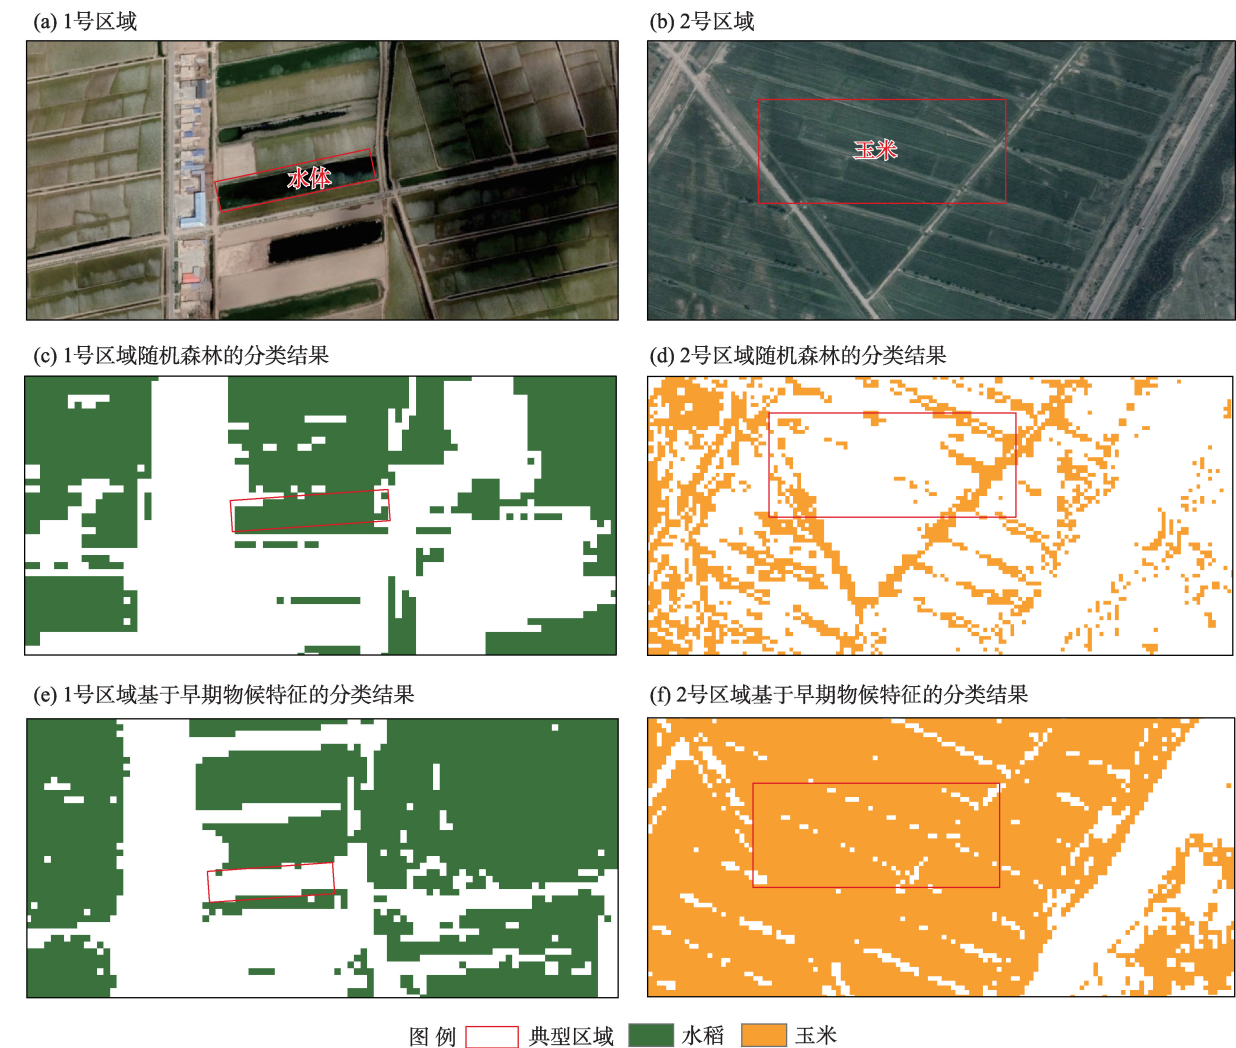 (a) 1号区域
(b) 2号区域
水体
玉米
(c) 1号区域随机森林的分类结果
(d) 2号区域随机森林的分类结果
(e) 1号区域基于早期物候特征的分类结果
(f) 2号区域基于早期物候特征的分类结果
图 例 典型区域 水稻 玉米